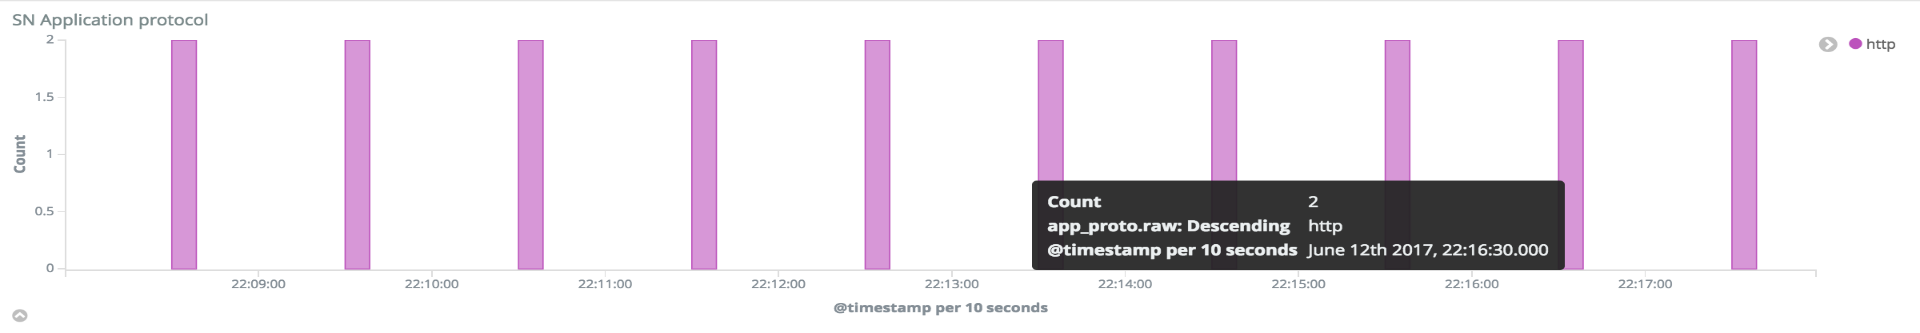 SN Application protocol
2
1.5
1
0.5
0
Count
http
Count 2
app_proto.raw: Descending http
@timestamp per 10 seconds June 12th 2017, 22:16:30.000
22:09:00 22:10:00 22:11:00 22:12:00 22:13:00 22:14:00 22:15:00 22:16:00 22:17:00
@timestamp per 10 seconds